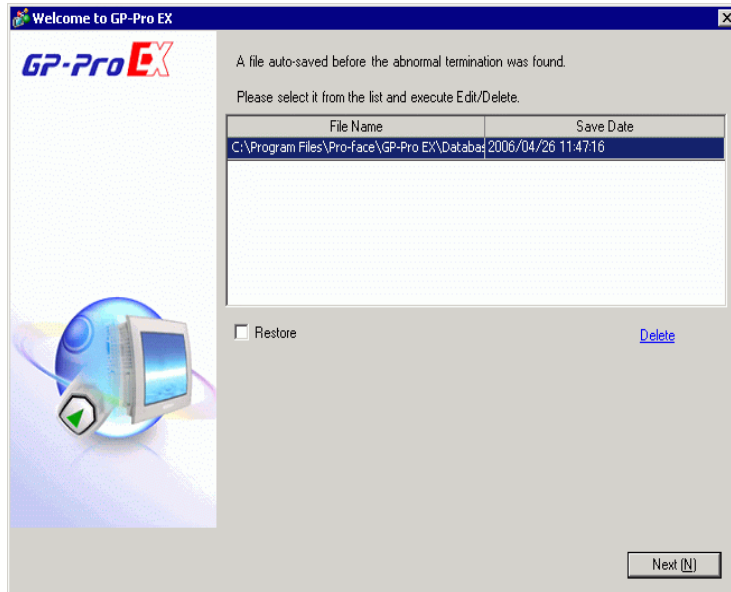 Welcome to GP-Pro EX
GP-Pro EX
A file auto-saved before the abnormal termination was found.
Please select it from the list and execute Edit/Delete.
File Name Save Date
C:\Program Files\Pro-face\GP-Pro EX\Databas 2006/04/26 11:47:16
Restore Delete
Next (N)